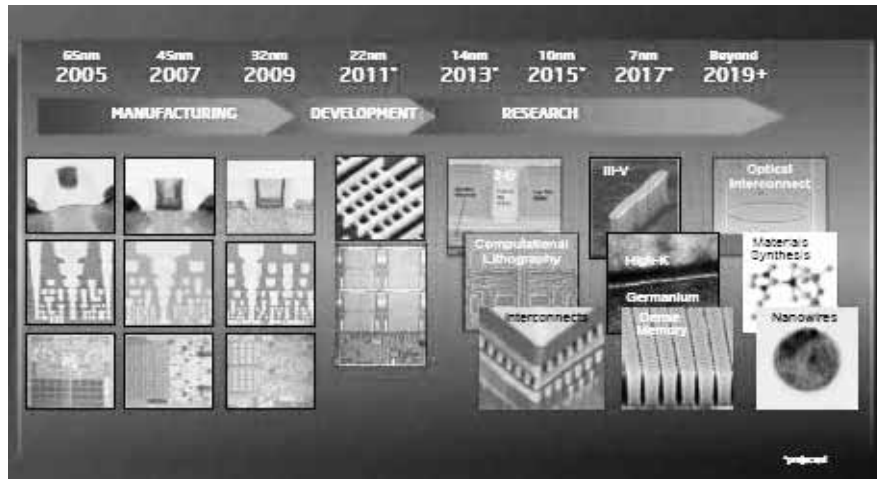 65nm 45nm 32nm 22nm 14nm 10nm 7nm Beyond
2005 2007 2009 2011* 2013* 2015* 2017* 2019+
MANUFACTURING DEVELOPMENT RESEARCH
3-D
III-V
Optical
Interconnect
Computational
Lithography
High-K
Germanium
Materials
Synthesis
Interconnects
Dense
Memory
Nanowires
*projected